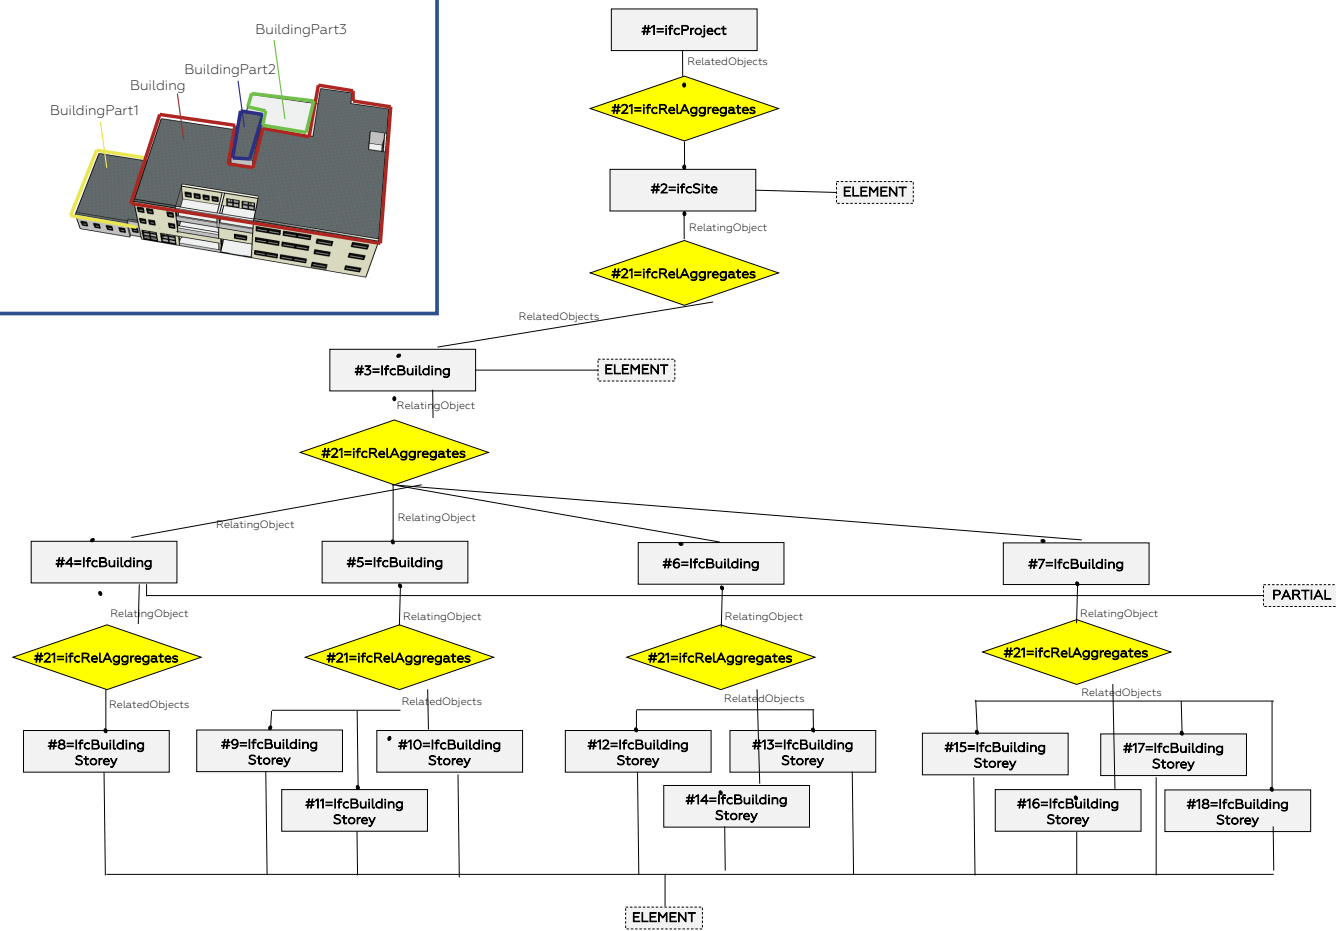 BuildingPart3
BuildingPart2
Building
BuildingPart1
#1=ifcProject
RelatedObjects
#21=ifcRelAggregates
#2=ifcSite
ELEMENT
RelatingObject
#21=ifcRelAggregates
RelatedObjects
#3=IfcBuilding
ELEMENT
RelatingObject
#21=ifcRelAggregates
RelatingObject
RelatingObject
#4=IfcBuilding
#5=IfcBuilding
#6=IfcBuilding
#7=IfcBuilding
PARTIAL
RelatingObject
RelatingObject
RelatingObject
RelatingObject
#21=ifcRelAggregates
#21=ifcRelAggregates
#21=ifcRelAggregates
#21=ifcRelAggregates
RelatedObjects
RelatedObjects
RelatedObjects
RelatedObjects
#8=IfcBuilding
Storey
#9=IfcBuilding
Storey
#10=IfcBuilding
Storey
#11=IfcBuilding
Storey
#12=IfcBuilding
Storey
#13=IfcBuilding
Storey
#14=IfcBuilding
Storey
#15=IfcBuilding
Storey
#17=IfcBuilding
Storey
#16=IfcBuilding
Storey
#18=IfcBuilding
Storey
ELEMENT